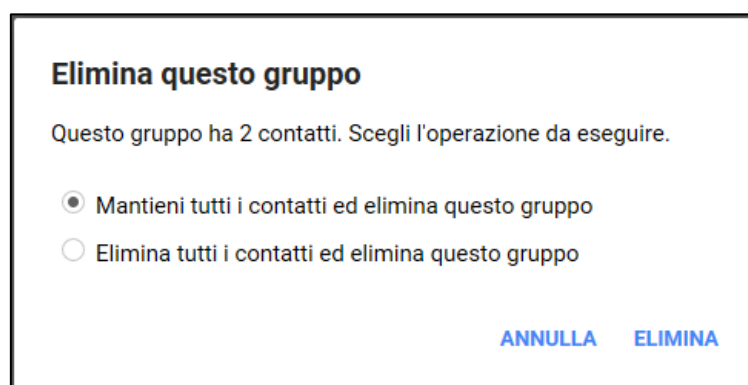 Elimina questo gruppo
Questo gruppo ha 2 contatti. Scegli l'operazione da eseguire.
Mantieni tutti i contatti ed elimina questo gruppo
Elimina tutti i contatti ed elimina questo gruppo
ANNULLA ELIMINA